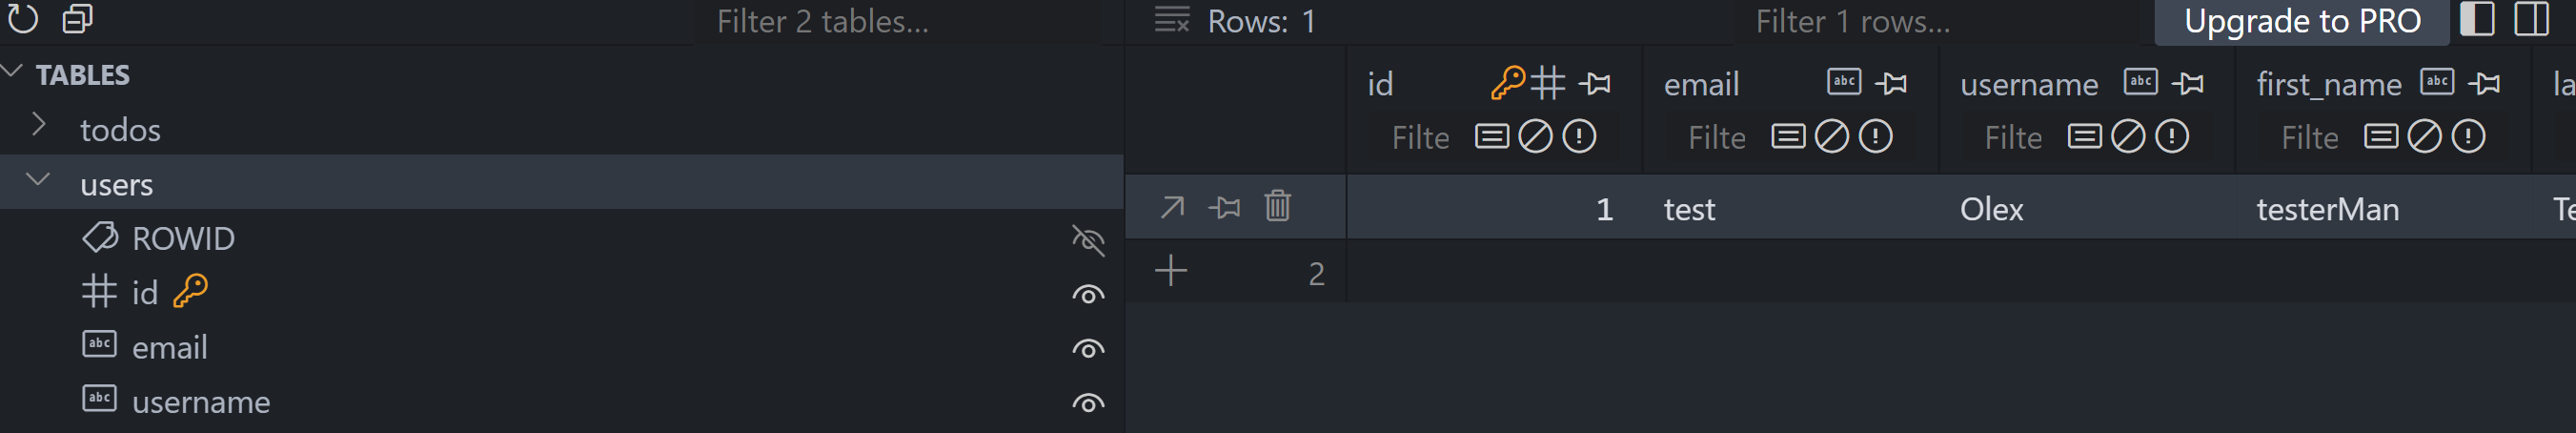 Filter 2 tables...
Rows: 1
Filter 1 rows...
Upgrade to PRO
TABLES
todos
users
ROWID
id
email
username
id
email
username
first_name
la
Filte
Filte
Filte
Filte
1
test
Olex
testerMan
Te
2